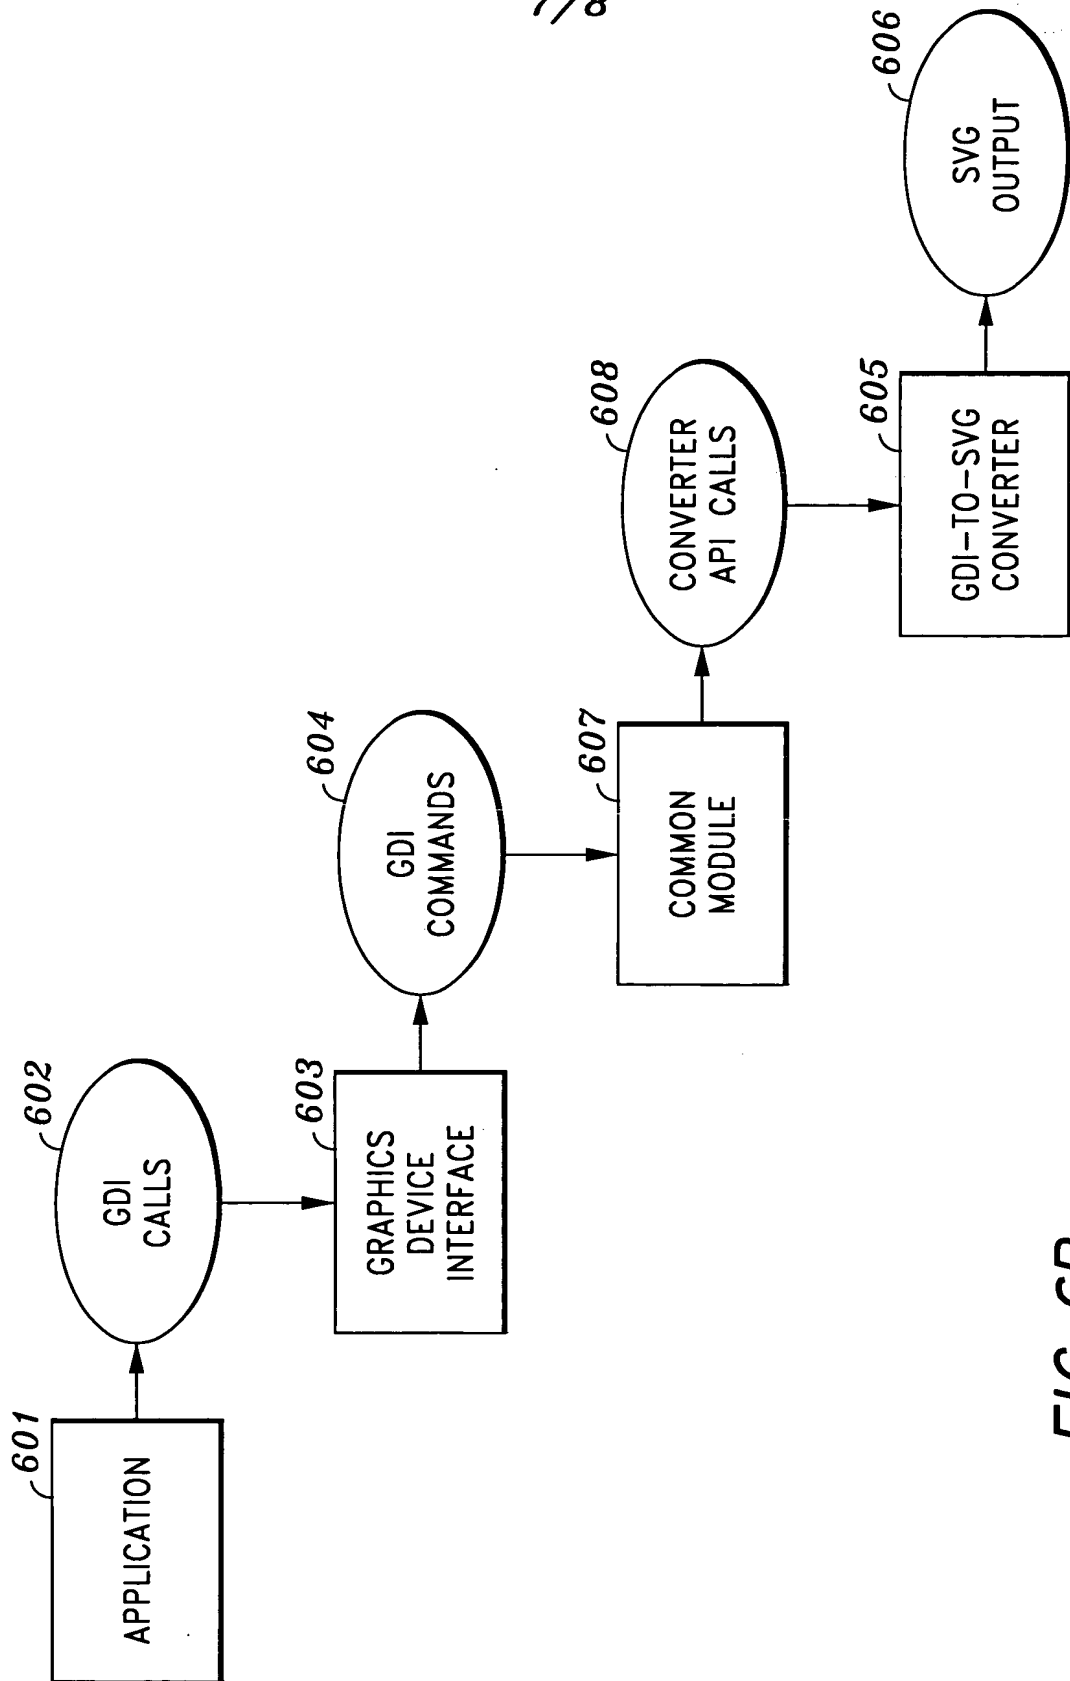 7/8
601
APPLICATION
602
GDI
CALLS
603
GRAPHICS
DEVICE
INTERFACE
604
GDI
COMMANDS
607
COMMON
MODULE
608
CONVERTER
API CALLS
605
GDI-TO-SVG
CONVERTER
606
SVG
OUTPUT